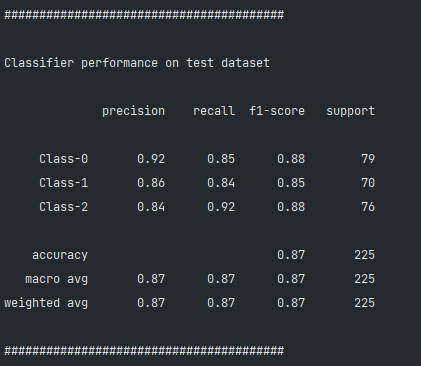 ########################################
Classifier performance on test dataset
precision recall f1-score support
Class-0 0.92 0.85 0.88 79
Class-1 0.86 0.84 0.85 70
Class-2 0.84 0.92 0.88 76
accuracy 0.87 225
macro avg 0.87 0.87 0.87 225
weighted avg 0.87 0.87 0.87 225
########################################